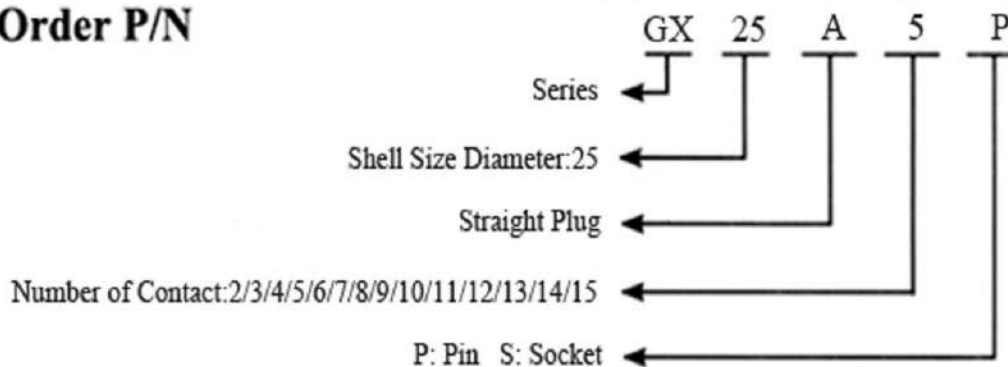 Order P/N
GX 25 A 5 P
Series
Shell Size Diameter:25
Straight Plug
Number of Contact:2/3/4/5/6/7/8/9/10/11/12/13/14/15
P: Pin S: Socket